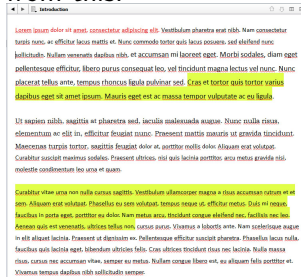 Introduction
Lorem ipsum dolor sit amet, consectetur adipiscing elit. Vestibulum pharetra erat nibh. Nam consectetur
turpis nunc, ac efficitur lacus mattis et. Nunc commodo tortor quis lacus posuere, sed eleifend nunc
sollicitudin. Nullam venenatis dapibus nibh, et accumsan mi laoreet eget. Morbi sodales, diam eget
pellentesque efficitur, libero purus consequat leo, vel tincidunt magna lectus vel nunc. Nunc
placerat tellus ante, tempus rhoncus ligula pulvinar sed. Cras et tortor quis tortor varius
dapibus eget sit amet ipsum. Mauris eget est ac massa tempor vulputate ac eu ligula.
Ut sapien nibh, sagittis at pharetra sed, iaculis malesuada augue. Nunc nulla risus,
elementum ac elit in, efficitur feugiat nunc. Praesent mattis mauris ut gravida tincidunt.
Maecenas turpis tortor, sagittis feugiat dolor at, porttitor mollis dolor. Aliquam erat volutpat.
Curabitur suscipit maximus sodales. Praesent ultrices, nisi quis lacinia porttitor, arcu metus gravida nisi,
molestie condimentum leo urna et quam.
Curabitur vitae urna non nulla cursus sagittis. Vestibulum ullamcorper magna a risus accumsan rutrum et et
sem. Aliquam erat volutpat. Phasellus eu sem volutpat, tempus neque ut, efficitur metus. Duis mi neque,
faucibus in porta eget, porttitor eu dolor. Nam metus arcu, tincidunt congue eleifend nec, facilisis nec leo.
Aenean quis est venenatis, ultrices tellus non, cursus purus. Vivamus a lobortis ante. Nam scelerisque augue
in elit aliquet lacinia. Praesent ut dignissim ex. Pellentesque efficitur suscipit pharetra. Phasellus lacus nulla,
faucibus quis lacinia eget, bibendum ultricies felis. Cras ultrices tincidunt risus nec lacinia. Nulla massa
risus, cursus nec accumsan vitae, semper eu metus. Nullam congue libero est, eu aliquam felis porttitor et.
Vivamus tempus dapibus nibh sollicitudin semper.